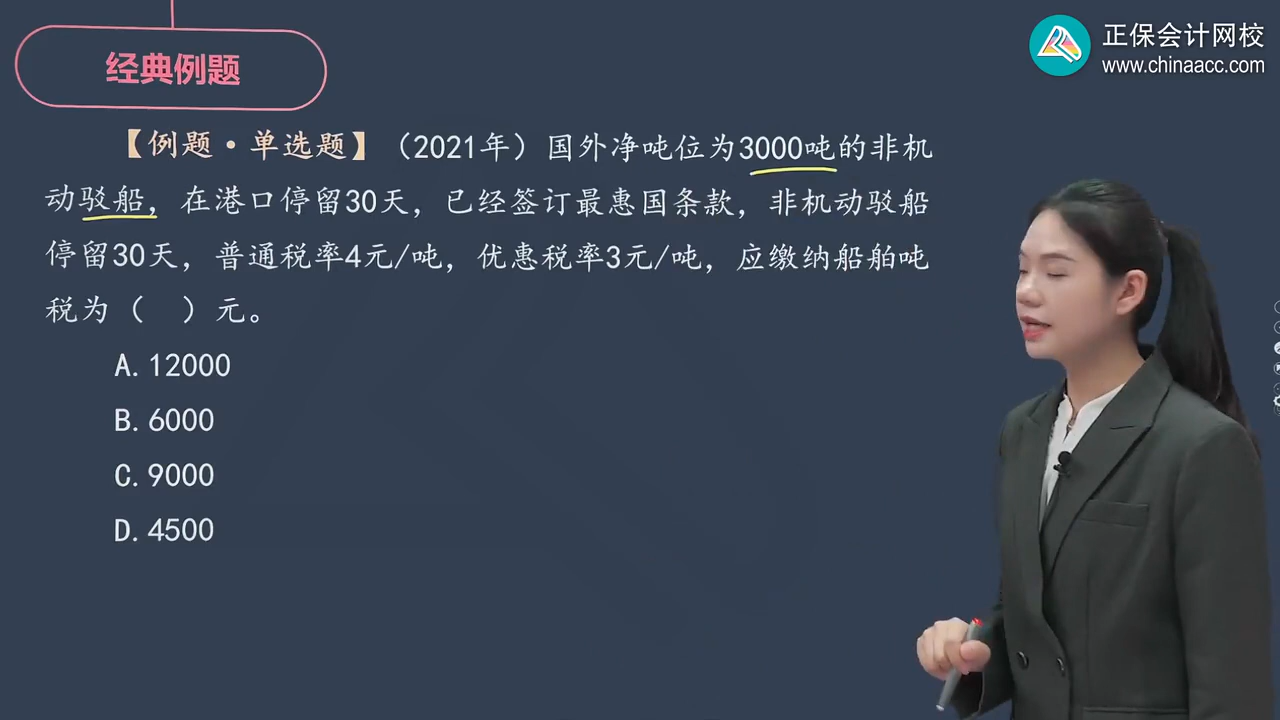 经典例题
正保会计网校
www.chinaacc.com
【例题·单选题】（2021年）国外净吨位为3000吨的非机
动驳船，在港口停留30天，已经签订最惠国条款，非机动驳船
停留30天，普通税率4元/吨，优惠税率3元/吨，应缴纳船舶吨
税为（ ）元。
A. 12000
B. 6000
C. 9000
D. 4500